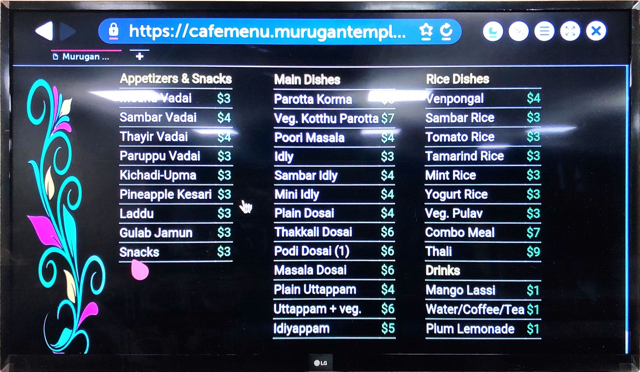 https://cafemenu.murugantempl...
Murugan ...
+
Appetizers & Snacks
Vadai $3
Sambar Vadai $4
Thayir Vadai $4
Paruppu Vadai $3
Kichadi-Upma $3
Pineapple Kesari $3
Laddu $3
Gulab Jamun $3
Snacks $3
Main Dishes
Parotta Korma
Veg. Kotthu Parotta $7
Poori Masala $4
Idly $3
Sambar Idly $4
Mini Idly $4
Plain Dosai $4
Thakkali Dosai $6
Podi Dosai (1) $6
Masala Dosai $6
Plain Uttappam $4
Uttappam + veg. $6
Idiyappam $5
Rice Dishes
Venpongal $4
Sambar Rice $3
Tomato Rice $3
Tamarind Rice $3
Mint Rice $3
Yogurt Rice $3
Veg. Pulav $3
Combo Meal $7
Thali $9
Drinks
Mango Lassi $1
Water/Coffee/Tea $1
Plum Lemonade $1
LG